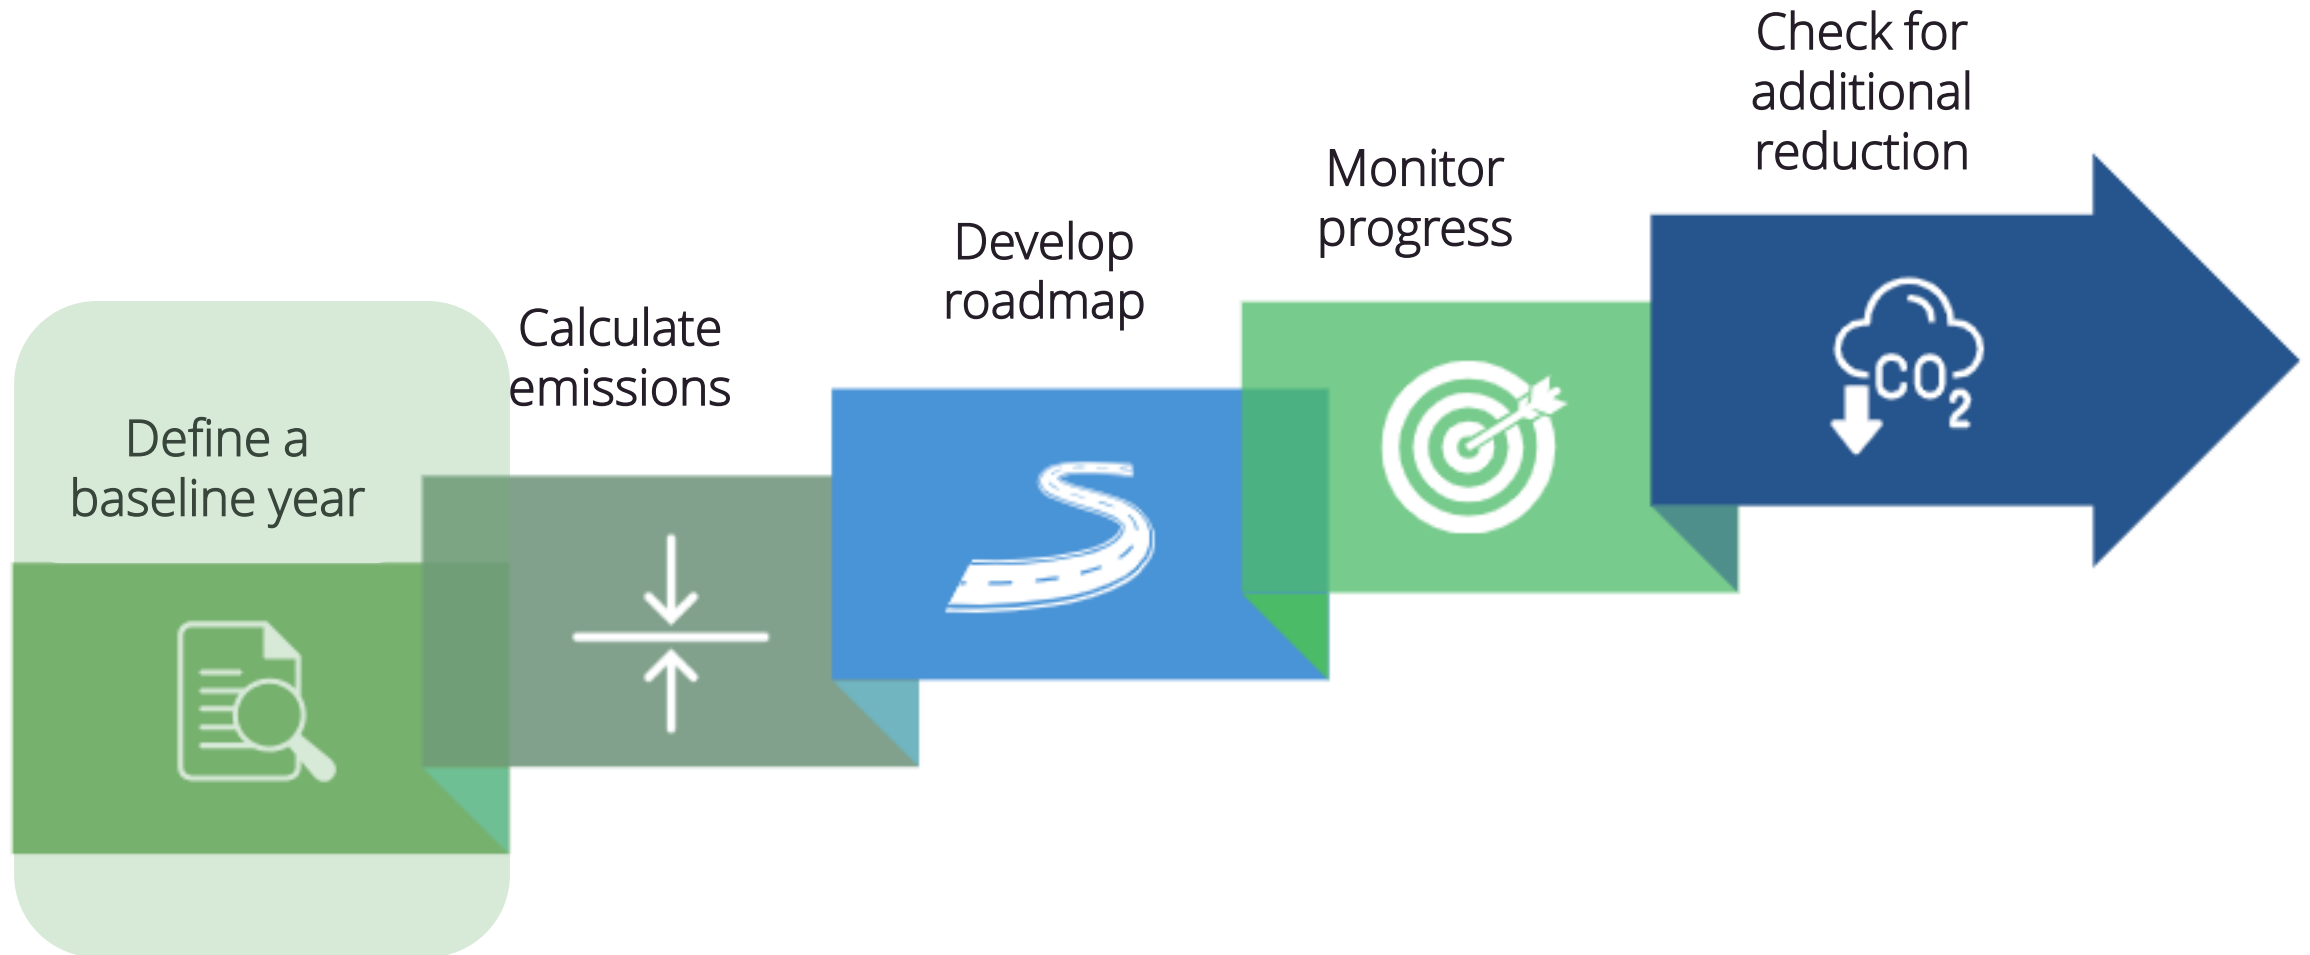 Define a
baseline year
Calculate
emissions
Develop
roadmap
Monitor
progress
Check for
additional
reduction
CO2